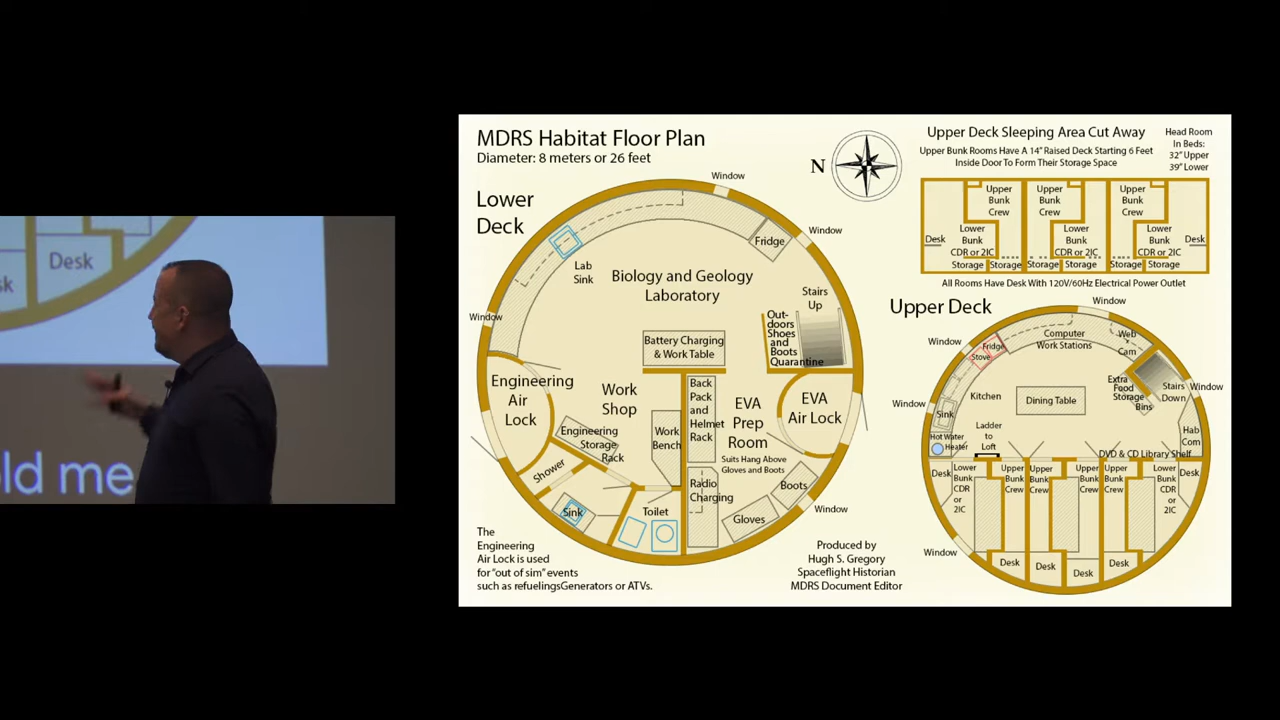 MDRS Habitat Floor Plan
Diameter: 8 meters or 26 feet
Lower
Deck
Window
Window
N
Fridge
Lab
Sink
Biology and Geology
Laboratory
Window
Stairs
Up
Out-
doors
Shoes
and
Boots
Quarantine
Battery Charging
& Work Table
Engineering
Air
Lock
Work
Shop
Back
Pack
and
Helmet
Rack
EVA
Prep
Room
EVA
Air Lock
Engineering
Storage
Rack
Work
Bench
Suits Hang Above
Gloves and Boots
Shower
Radio
Charging
Boots
Sink
Toilet
Gloves
Window
The
Engineering
Air Lock is used
for "out of sim" events
such as refuelingsGenerators or ATVs.
Produced by
Hugh S. Gregory
Spaceflight Historian
MDRS Document Editor
Upper Deck Sleeping Area Cut Away
Upper Bunk Rooms Have A 14" Raised Deck Starting 6 Feet
Inside Door To Form Their Storage Space
Head Room
In Beds:
32" Upper
39" Lower
Upper
Bunk
Crew
Upper
Bunk
Crew
Upper
Bunk
Crew
Desk
Lower
Bunk
CDR or 2IC
Lower
Bunk
CDR or 2IC
Lower
Bunk
CDR or 2IC
Desk
Storage
Storage
Storage
Storage
Storage
Storage
All Rooms Have Desk With 120V/60Hz Electrical Power Outlet
Upper Deck
Window
Window
Computer
Work Stations
Web
Cam
Fridge
Stove
Extra
Food
Storage
Bins
Stairs
Down
Window
Window
Kitchen
Dining Table
Sink
Ladder
to
Loft
Hot Water
Heater
Hab
Com
DVD & CD Library Shelf
Desk
Lower
Bunk
CDR
or
2IC
Upper
Bunk
Crew
Upper
Bunk
Crew
Upper
Bunk
Crew
Upper
Bunk
Crew
Lower
Bunk
CDR
or
2IC
Desk
Window
Desk
Desk
Desk
Desk
sk
Desk
old me